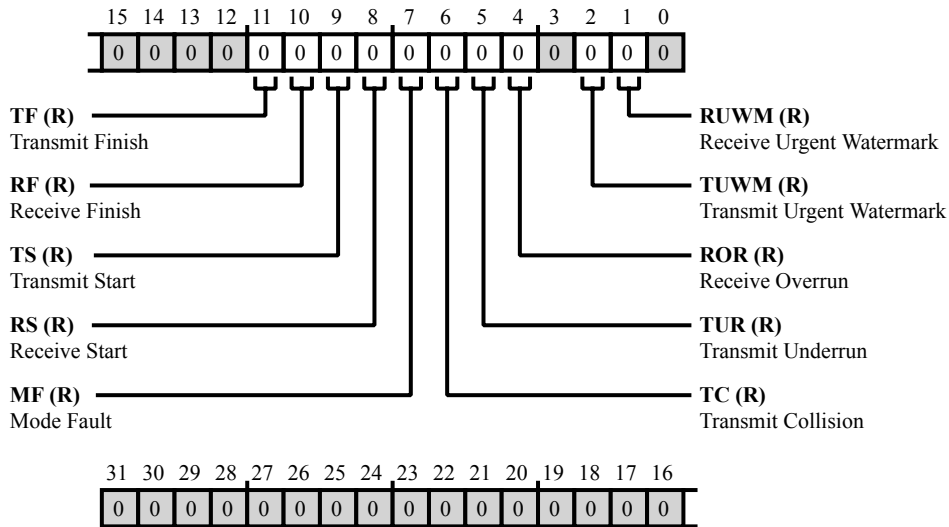 15 14 13 12 11 10 9 8 7 6 5 4 3 2 1 0
0 0 0 0 0 0 0 0 0 0 0 0 0 0 0 0
TF (R)
Transmit Finish
RF (R)
Receive Finish
TS (R)
Transmit Start
RS (R)
Receive Start
MF (R)
Mode Fault
RUWM (R)
Receive Urgent Watermark
TUWM (R)
Transmit Urgent Watermark
ROR (R)
Receive Overrun
TUR (R)
Transmit Underrun
TC (R)
Transmit Collision
31 30 29 28 27 26 25 24 23 22 21 20 19 18 17 16
0 0 0 0 0 0 0 0 0 0 0 0 0 0 0 0